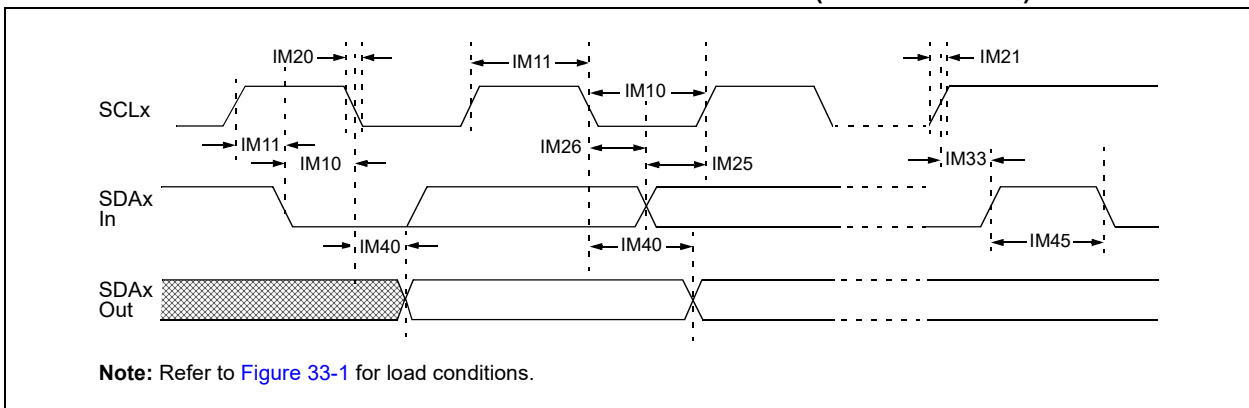 IM20
IM11
IM21
IM10
SCLx
IM11
IM26
IM10
IM25
IM33
SDAx
In
IM40
IM40
IM45
SDAx
Out
Note: Refer to Figure 33-1 for load conditions.